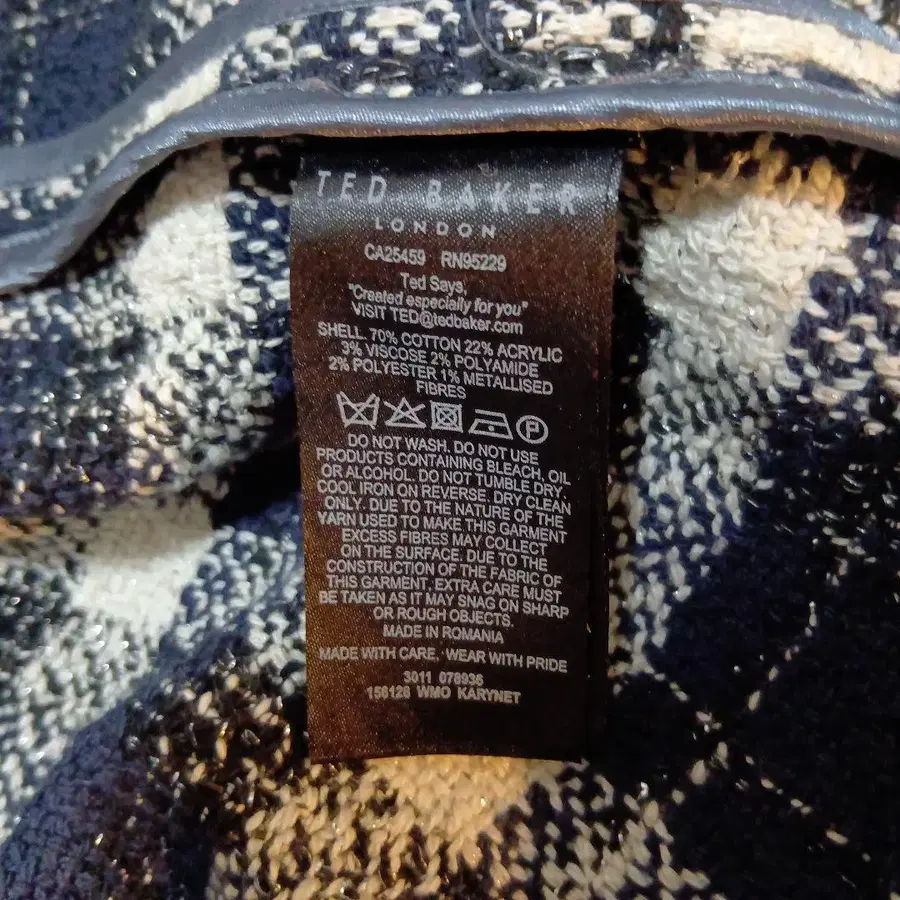 TED BAKER
LONDON
CA25459 RN95229
Ted Says,
"Created especially for you"
VISIT TED@tedbaker.com
SHELL. 70% COTTON 22% ACRYLIC
3% VISCOSE 2% POLYAMIDE
2% POLYESTER 1% METALLISED
FIBRES
P
DO NOT WASH. DO NOT USE
PRODUCTS CONTAINING BLEACH, OIL
OR ALCOHOL. DO NOT TUMBLE DRY.
COOL IRON ON REVERSE. DRY CLEAN
ONLY. DUE TO THE NATURE OF THE
YARN USED TO MAKE THIS GARMENT
EXCESS FIBRES MAY COLLECT
ON THE SURFACE. DUE TO THE
CONSTRUCTION OF THE FABRIC OF
THIS GARMENT, EXTRA CARE MUST
BE TAKEN AS IT MAY SNAG ON SHARP
OR ROUGH OBJECTS.
MADE IN ROMANIA
MADE WITH CARE, WEAR WITH PRIDE
3011 078935
156128 WMO KARYNET